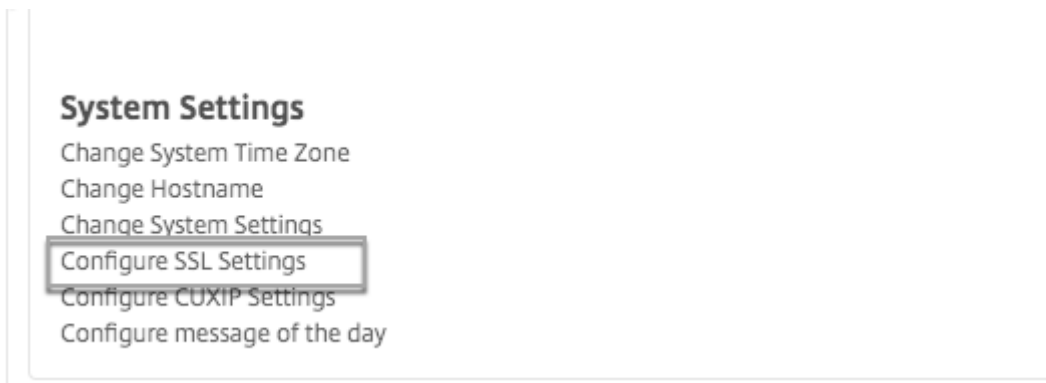 System Settings
Change System Time Zone
Change Hostname
Change System Settings
Configure SSL Settings
Configure CUXIP Settings
Configure message of the day